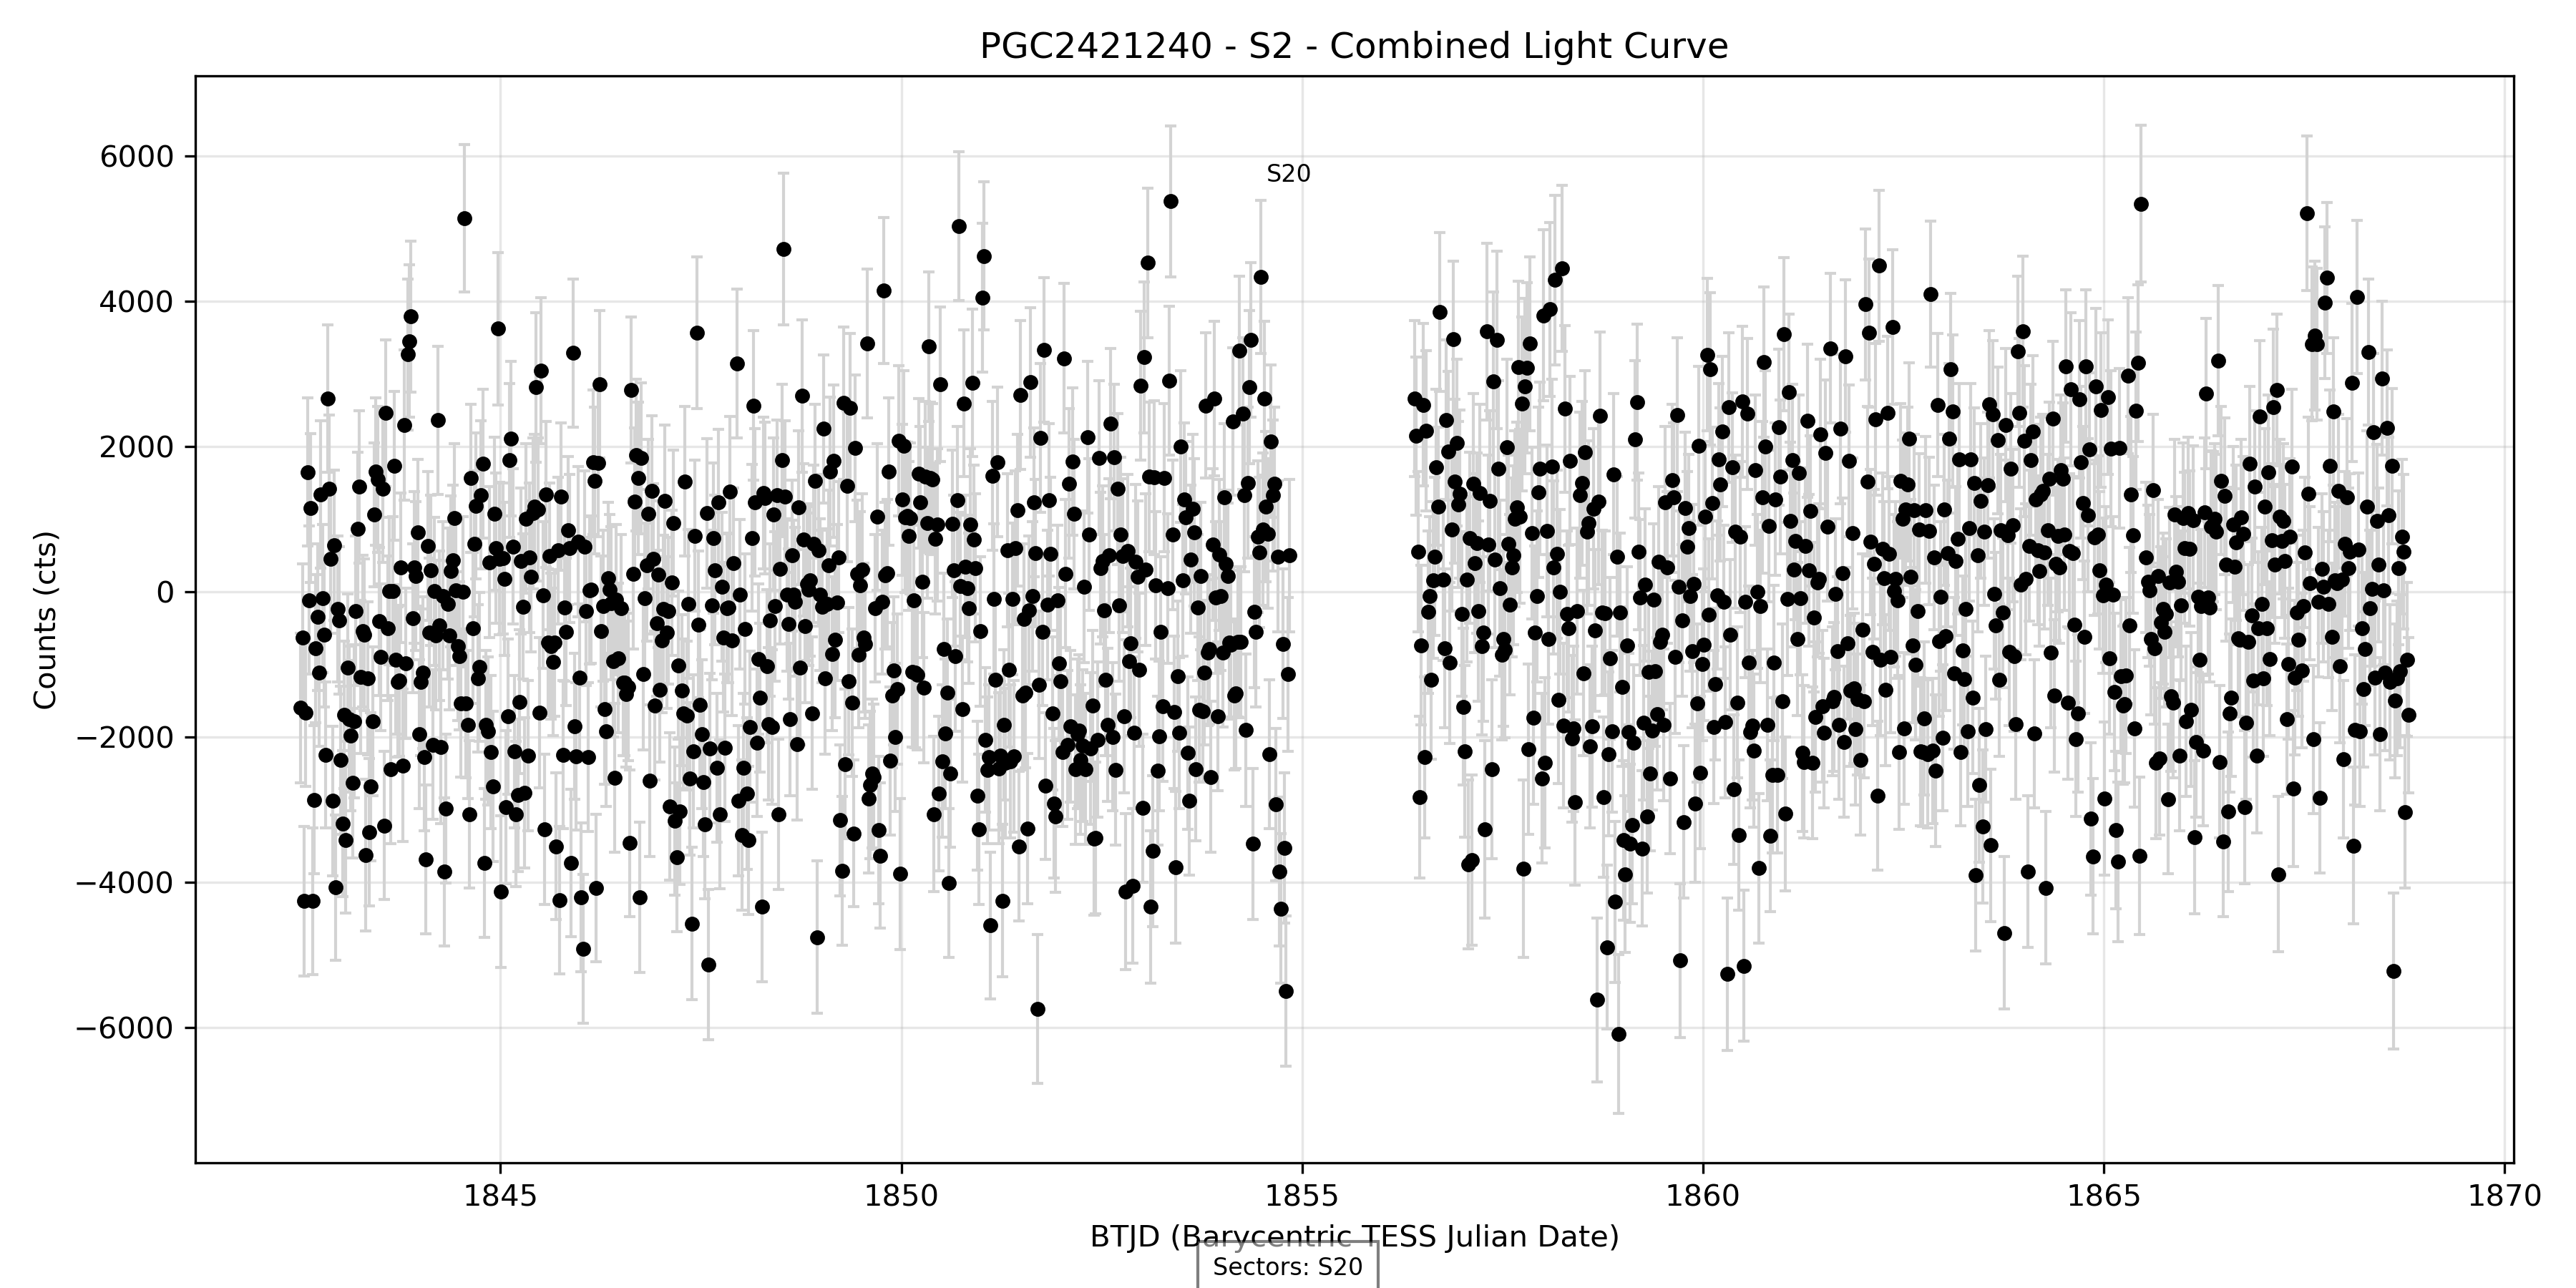 PGC2421240 - S2 - Combined Light Curve
6000
4000
2000
0
−2000
−4000
−6000
Counts (cts)
S20
1845
1850
1855
1860
1865
1870
BTJD (Barycentric TESS Julian Date)
Sectors: S20